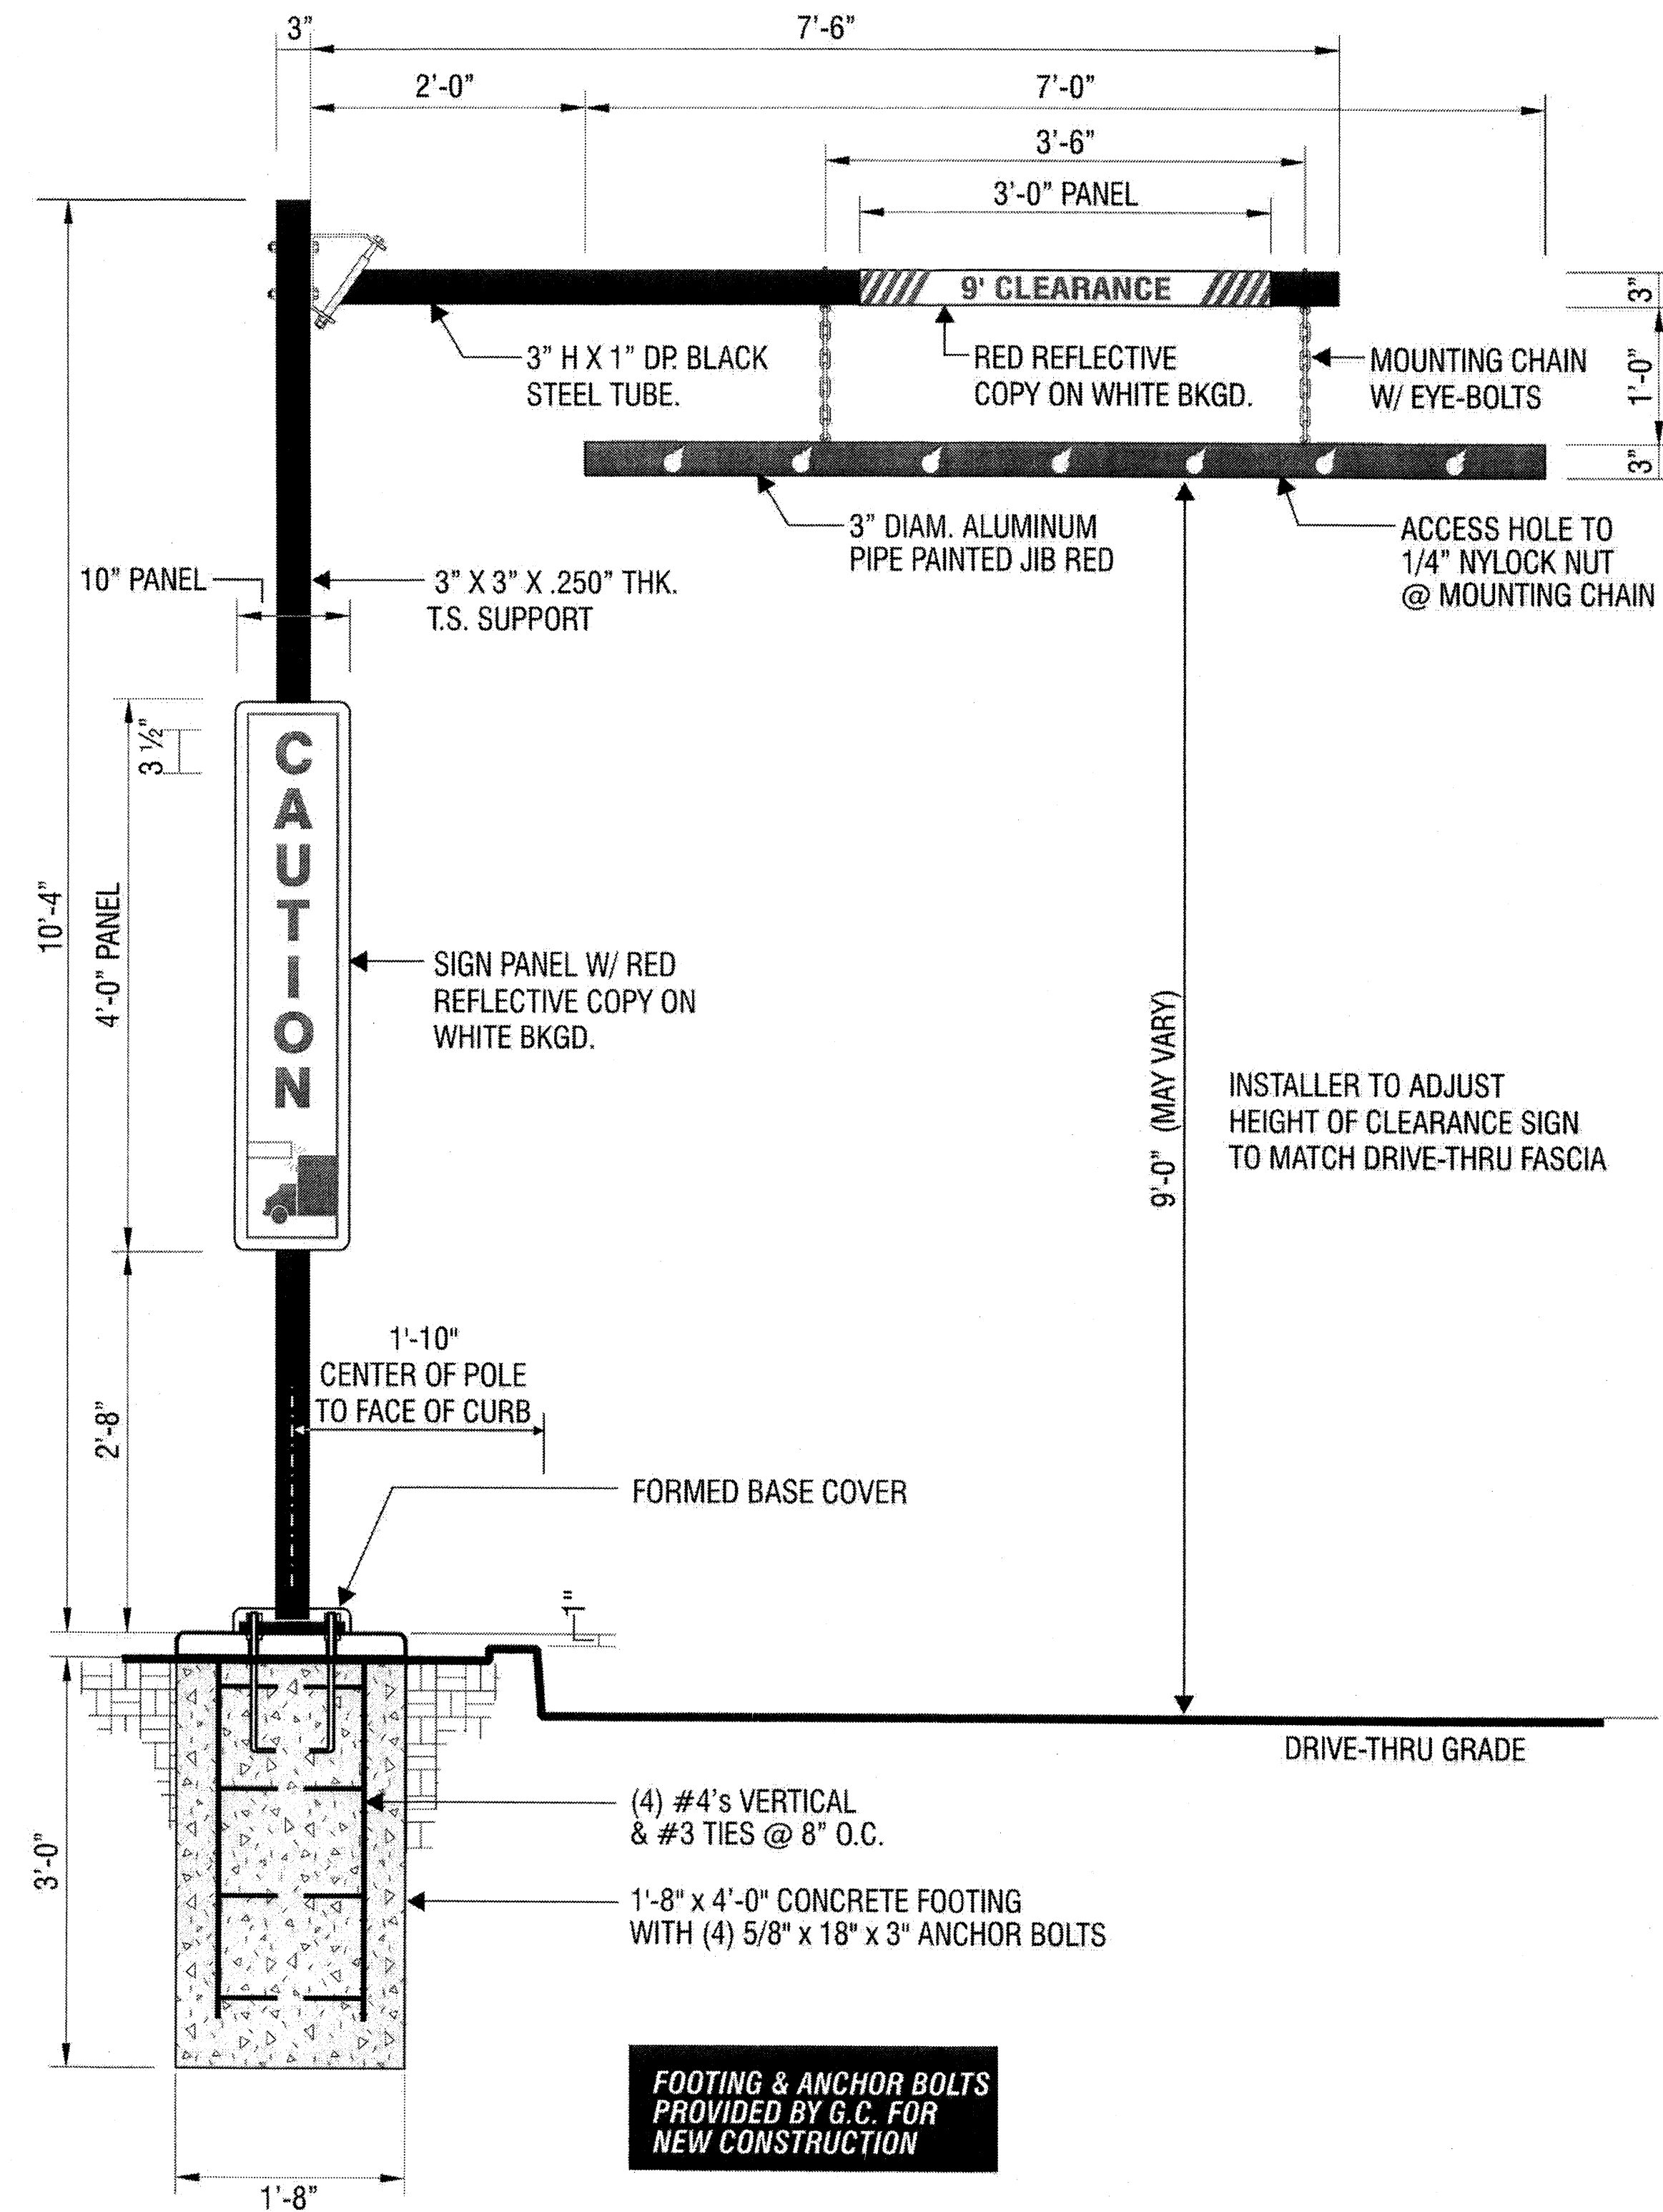 3"
7'-6"
2'-0"
7'-0"
3'-6"
3'-0" PANEL
9' CLEARANCE
3"
1'-0"
3"
3" H X 1" DP. BLACK
STEEL TUBE.
RED REFLECTIVE
COPY ON WHITE BKGD.
MOUNTING CHAIN
W/ EYE-BOLTS
3" DIAM. ALUMINUM
PIPE PAINTED JIB RED
ACCESS HOLE TO
1/4" NYLOCK NUT
@ MOUNTING CHAIN
10" PANEL
3" X 3" X .250" THK.
T.S. SUPPORT
3 ½"
C
A
U
T
I
O
N
10'-4"
4'-0" PANEL
SIGN PANEL W/ RED
REFLECTIVE COPY ON
WHITE BKGD.
9'-0" (MAY VARY)
INSTALLER TO ADJUST
HEIGHT OF CLEARANCE SIGN
TO MATCH DRIVE-THRU FASCIA
2'-8"
1'-10"
CENTER OF POLE
TO FACE OF CURB
FORMED BASE COVER
1"
DRIVE-THRU GRADE
3'-0"
(4) #4's VERTICAL
& #3 TIES @ 8" O.C.
1'-8" x 4'-0" CONCRETE FOOTING
WITH (4) 5/8" x 18" x 3" ANCHOR BOLTS
FOOTING & ANCHOR BOLTS
PROVIDED BY G.C. FOR
NEW CONSTRUCTION
1'-8"